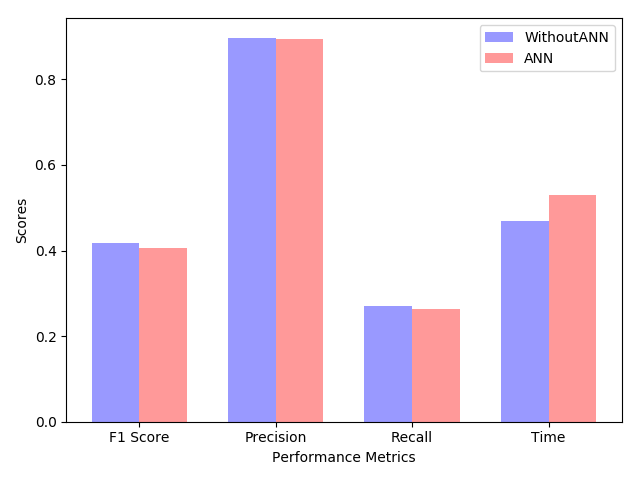 WithoutANN
ANN
Scores
0.8
0.6
0.4
0.2
0.0
F1 Score
Precision
Recall
Time
Performance Metrics